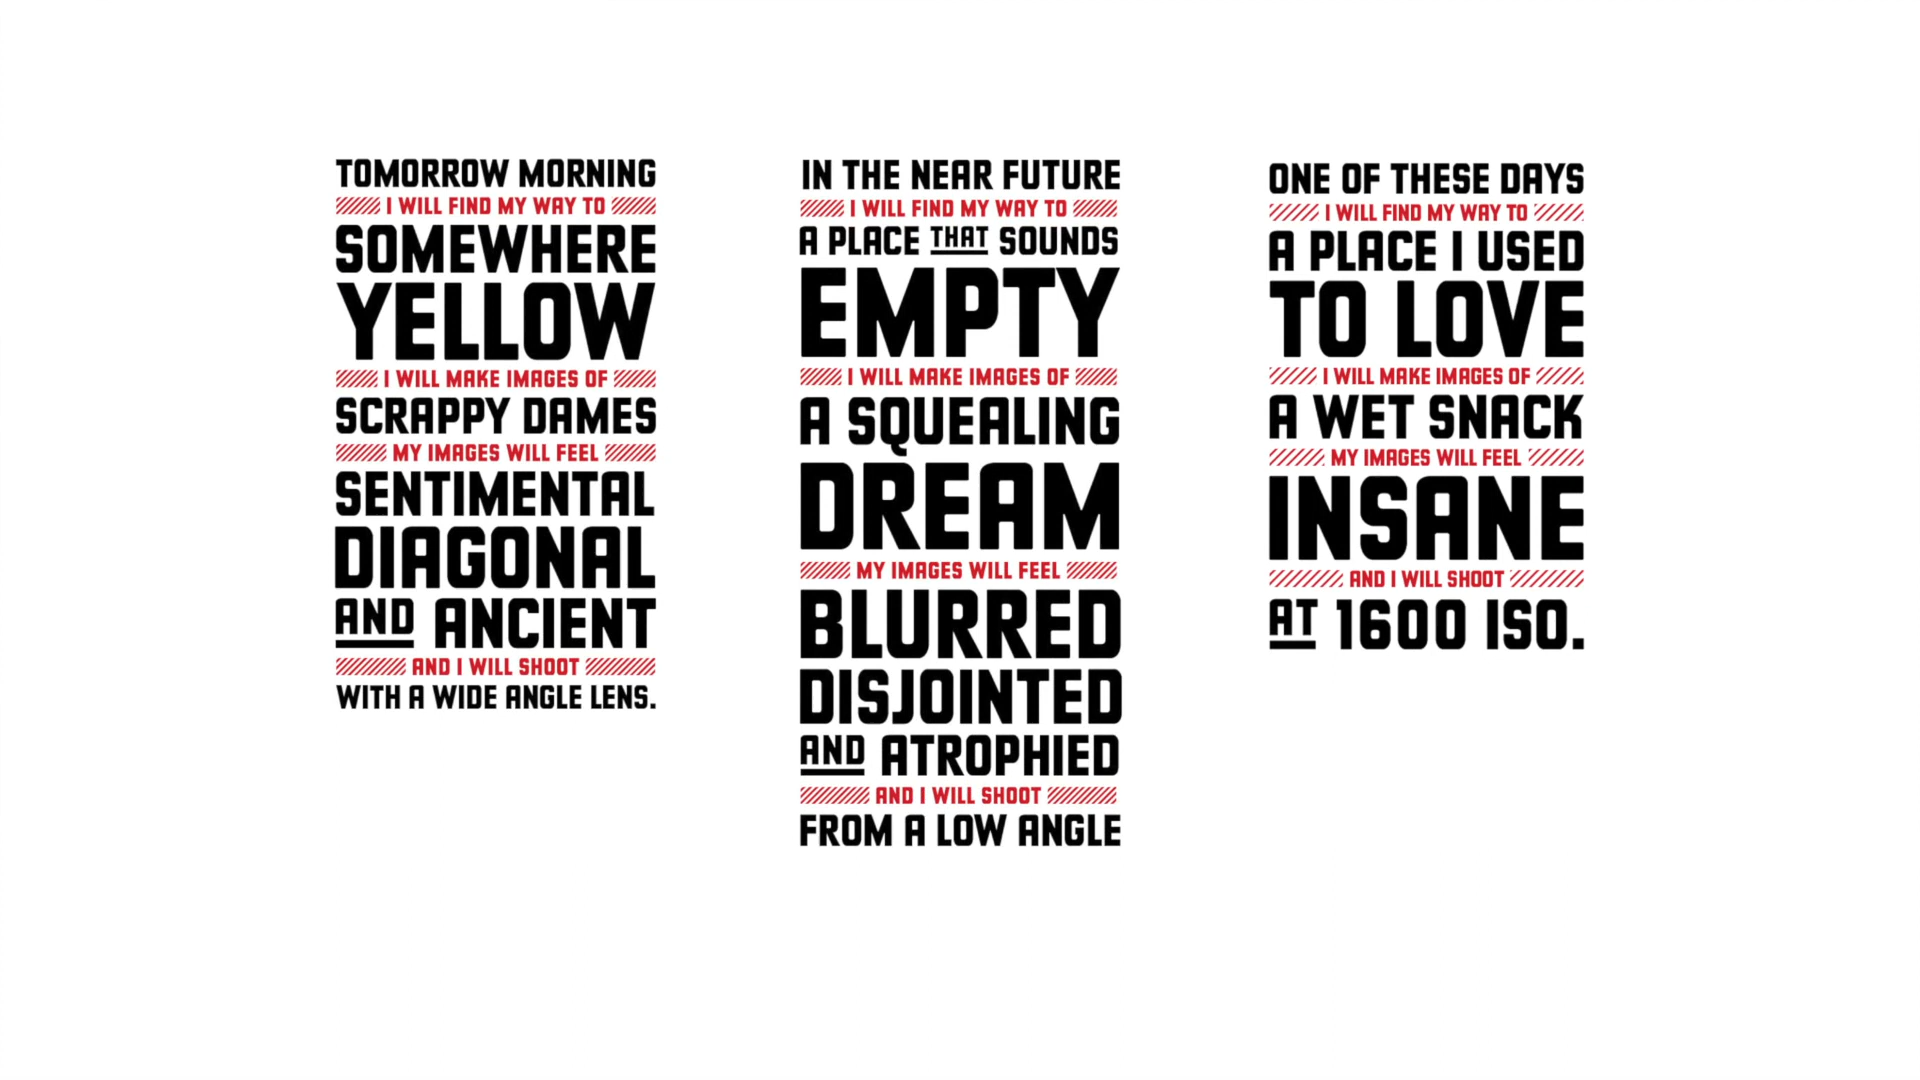 TOMORROW MORNING
I WILL FIND MY WAY TO
SOMEWHERE
YELLOW
I WILL MAKE IMAGES OF
SCRAPPY DAMES
MY IMAGES WILL FEEL
SENTIMENTAL
DIAGONAL
AND ANCIENT
AND I WILL SHOOT
WITH A WIDE ANGLE LENS.
IN THE NEAR FUTURE
I WILL FIND MY WAY TO
A PLACE THAT SOUNDS
EMPTY
I WILL MAKE IMAGES OF
A SQUEALING
DREAM
MY IMAGES WILL FEEL
BLURRED
DISJOINTED
AND ATROPHIED
AND I WILL SHOOT
FROM A LOW ANGLE
ONE OF THESE DAYS
I WILL FIND MY WAY TO
A PLACE I USED
TO LOVE
I WILL MAKE IMAGES OF
A WET SNACK
MY IMAGES WILL FEEL
INSANE
AND I WILL SHOOT
AT 1600 ISO.